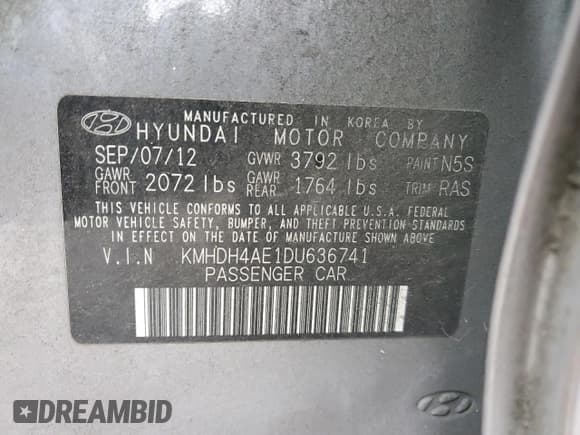 MANUFACTURED IN KOREA BY
HYUNDAI MOTOR COMPANY
SEP/07/12 GVWR 3792 lbs PAINT N5S
GAWR FRONT 2072 lbs GAWR REAR 1764 lbs TRIM RAS
THIS VEHICLE CONFORMS TO ALL APPLICABLE U.S.A. FEDERAL
MOTOR VEHICLE SAFETY, BUMPER, AND THEFT PREVENTION STANDARDS
IN EFFECT ON THE DATE OF MANUFACTURE SHOWN ABOVE
V.I.N KMHDH4AE1DU636741
PASSENGER CAR
DREAMBID